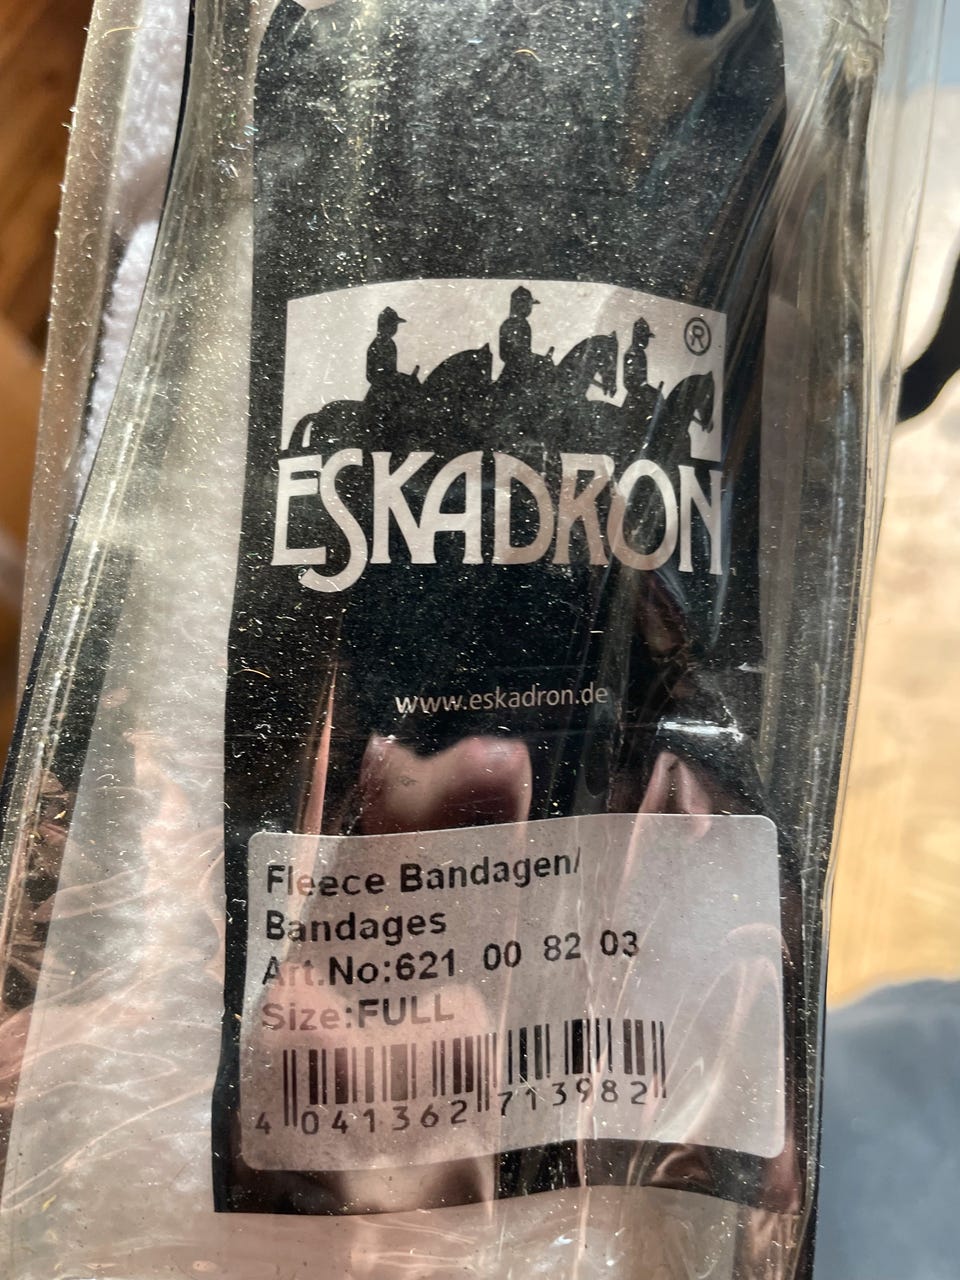 ®
ESKADRON
www.eskadron.de
Fleece Bandagen/
Bandages
Art.No:621 00 82 03
Size:FULL
4 041362 713982